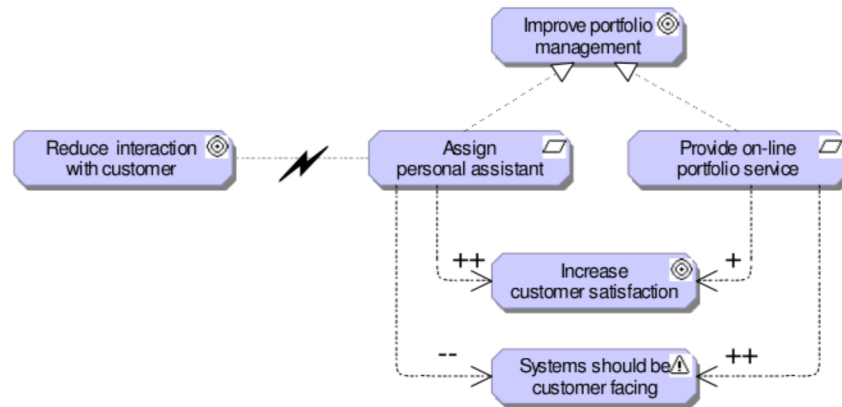 Improve portfolio
management
Reduce interaction
with customer
Assign
personal assistant
Provide on-line
portfolio service
++
+
Increase
customer satisfaction
--
++
Systems should be
customer facing